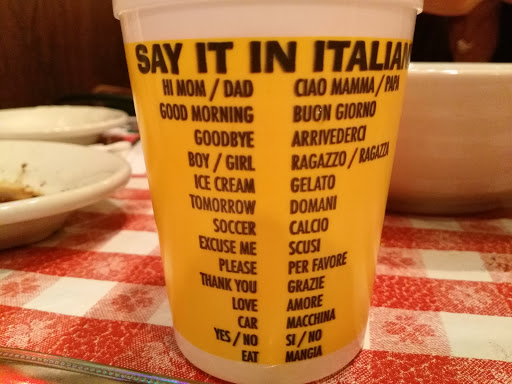 SAY IT IN ITALIAN
HI MOM / DAD CIAO MAMMA / PAPA
GOOD MORNING BUON GIORNO
GOODBYE ARRIVEDERCI
BOY / GIRL RAGAZZO / RAGAZZA
ICE CREAM GELATO
TOMORROW DOMANI
SOCCER CALCIO
EXCUSE ME SCUSI
PLEASE PER FAVORE
THANK YOU GRAZIE
LOVE AMORE
CAR MACCHINA
YES / NO SI / NO
EAT MANGIA